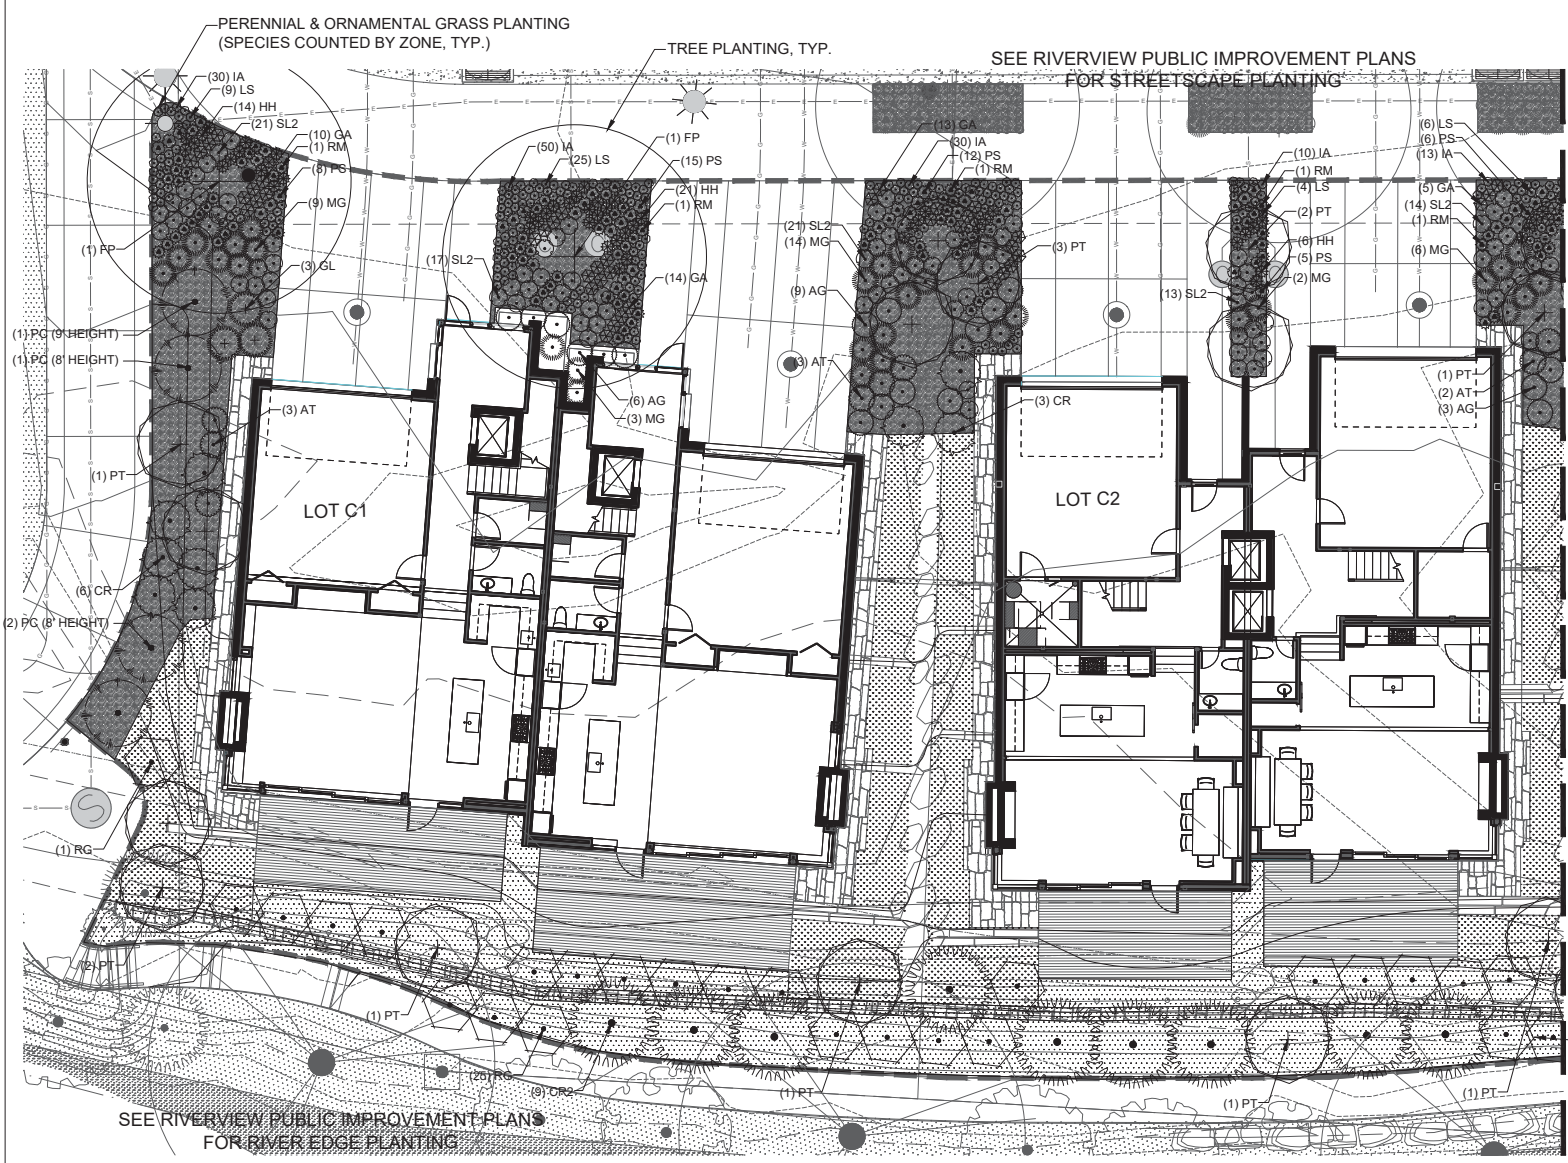 PERENNIAL & ORNAMENTAL GRASS PLANTING
(SPECIES COUNTED BY ZONE, TYP.)
TREE PLANTING, TYP.
SEE RIVERVIEW PUBLIC IMPROVEMENT PLANS
FOR STREETSCAPE PLANTING
(30) IA
(9) LS
(14) HH
(21) SL2
(10) GA
(1) RM
(8) PS
(9) MG
(1) FP
(3) GL
(1) PC (9' HEIGHT)
(1) PC (8' HEIGHT)
(3) AT
(1) PT
(6) CR
(2) PC (8' HEIGHT)
(1) RG
(2) PT
(50) IA
(25) LS
(1) FP
(15) PS
(21) HH
(1) RM
(17) SL2
(14) GA
(6) AG
(3) MG
(13) GA
(30) IA
(12) PS
(1) RM
(21) SL2
(14) MG
(3) PT
(9) AG
(3) AT
(3) CR
(10) IA
(1) RM
(4) LS
(2) PT
(6) HH
(5) PS
(2) MG
(13) SL2
(6) LS
(6) PS
(13) IA
(5) GA
(14) SL2
(1) RM
(6) MG
(1) PT
(2) AT
(3) AG
LOT C1
LOT C2
(1) PT
(26) RG
(9) CR2
(1) PT
(1) PT
(1) PT
SEE RIVERVIEW PUBLIC IMPROVEMENT PLANS
FOR RIVER EDGE PLANTING